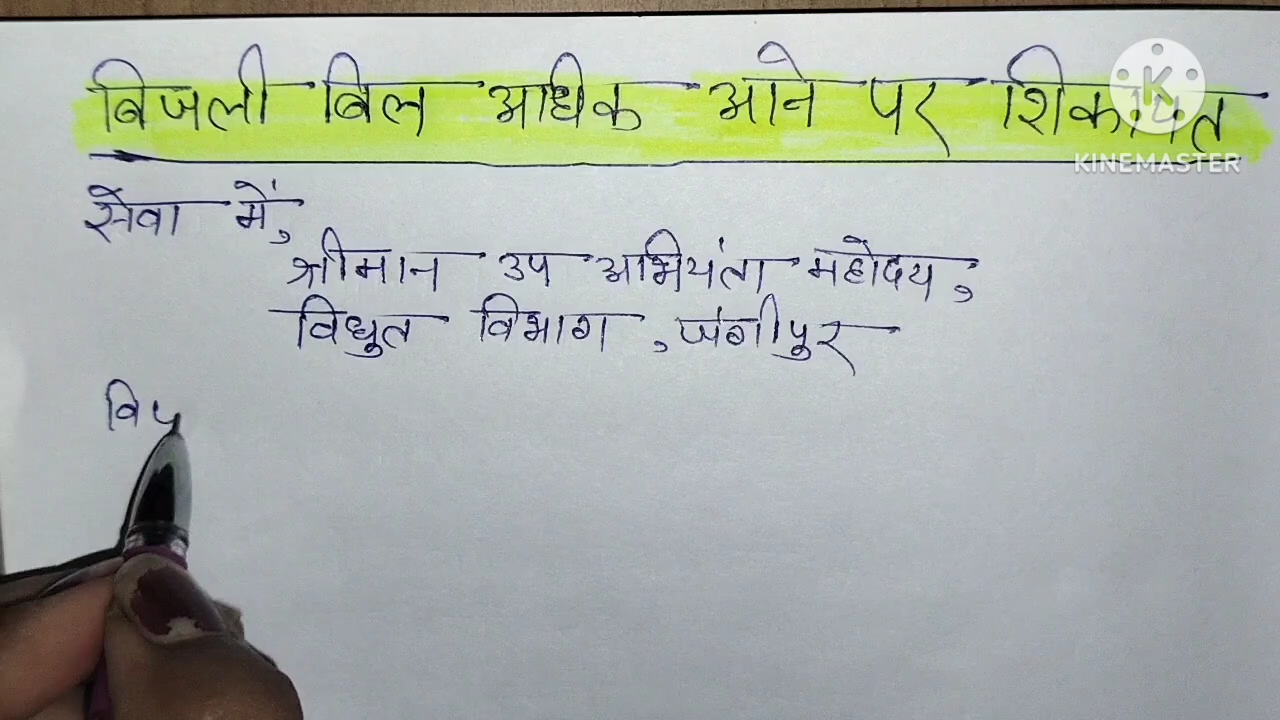 बिजली बिल अधिक आने पर शिकायत
KINEMASTER
सेवा में,
श्रीमान उप अभियंता महोदय,
विधुत विभाग, जंगीपुर
वि